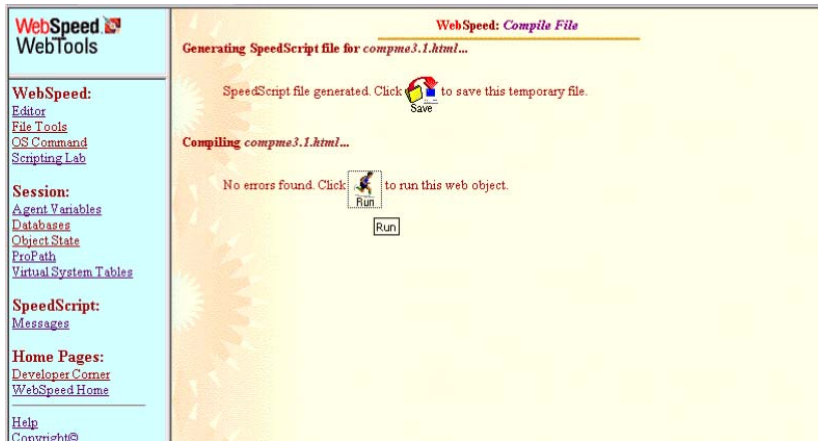 WebSpeed
WebTools
WebSpeed:
Editor
File Tools
OS Command
Scripting Lab
Session:
Agent Variables
Databases
Object State
ProPath
Virtual System Tables
SpeedScript:
Messages
Home Pages:
Developer Corner
WebSpeed Home
Help
Copyright©
WebSpeed: Compile File
Generating SpeedScript file for compme3.1.html...
SpeedScript file generated. Click Save to save this temporary file.
Compiling compme3.1.html...
No errors found. Click Run to run this web object.
Run